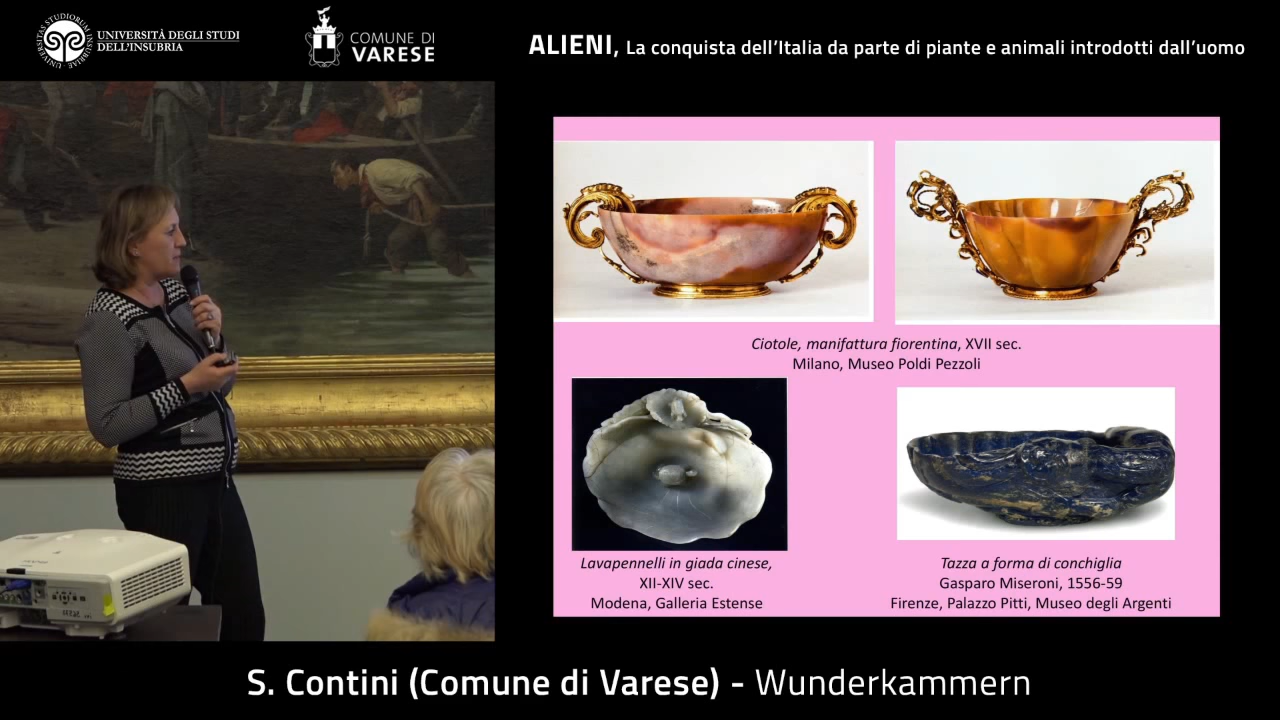 UNIVERSITÀ DEGLI STUDI
DELL'INSUBRIA
COMUNE DI
VARESE
ALIENI, La conquista dell'Italia da parte di piante e animali introdotti dall'uomo
Ciotole, manifattura fiorentina, XVII sec.
Milano, Museo Poldi Pezzoli
Lavapennelli in giada cinese,
XII-XIV sec.
Modena, Galleria Estense
Tazza a forma di conchiglia
Gasparo Miseroni, 1556-59
Firenze, Palazzo Pitti, Museo degli Argenti
S. Contini (Comune di Varese) - Wunderkammern